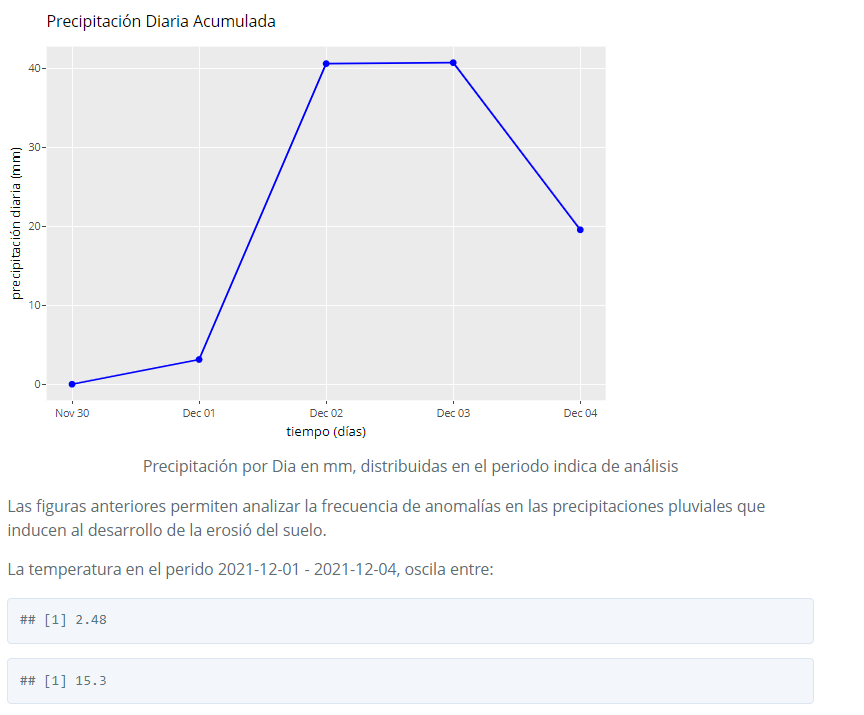 Precipitación Diaria Acumulada
precipitación diaria (mm)
40
30
20
10
0
Nov 30 Dec 01 Dec 02 Dec 03 Dec 04
tiempo (días)
Precipitación por Dia en mm, distribuidas en el periodo indica de análisis
Las figuras anteriores permiten analizar la frecuencia de anomalías en las precipitaciones pluviales que
inducen al desarrollo de la erosió del suelo.
La temperatura en el perido 2021-12-01 - 2021-12-04, oscila entre:
## [1] 2.48
## [1] 15.3